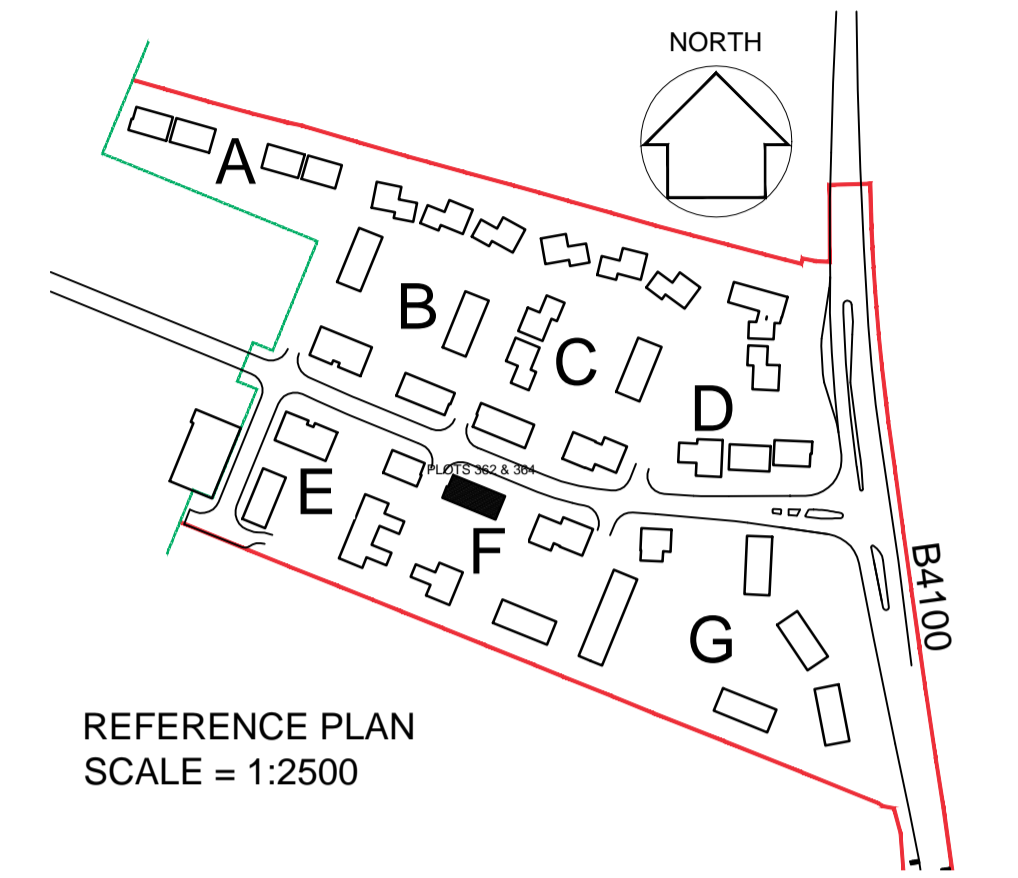 NORTH
A
B
C
D
PLOTS 362 & 364
E
F
B4100
G
REFERENCE PLAN
SCALE = 1:2500